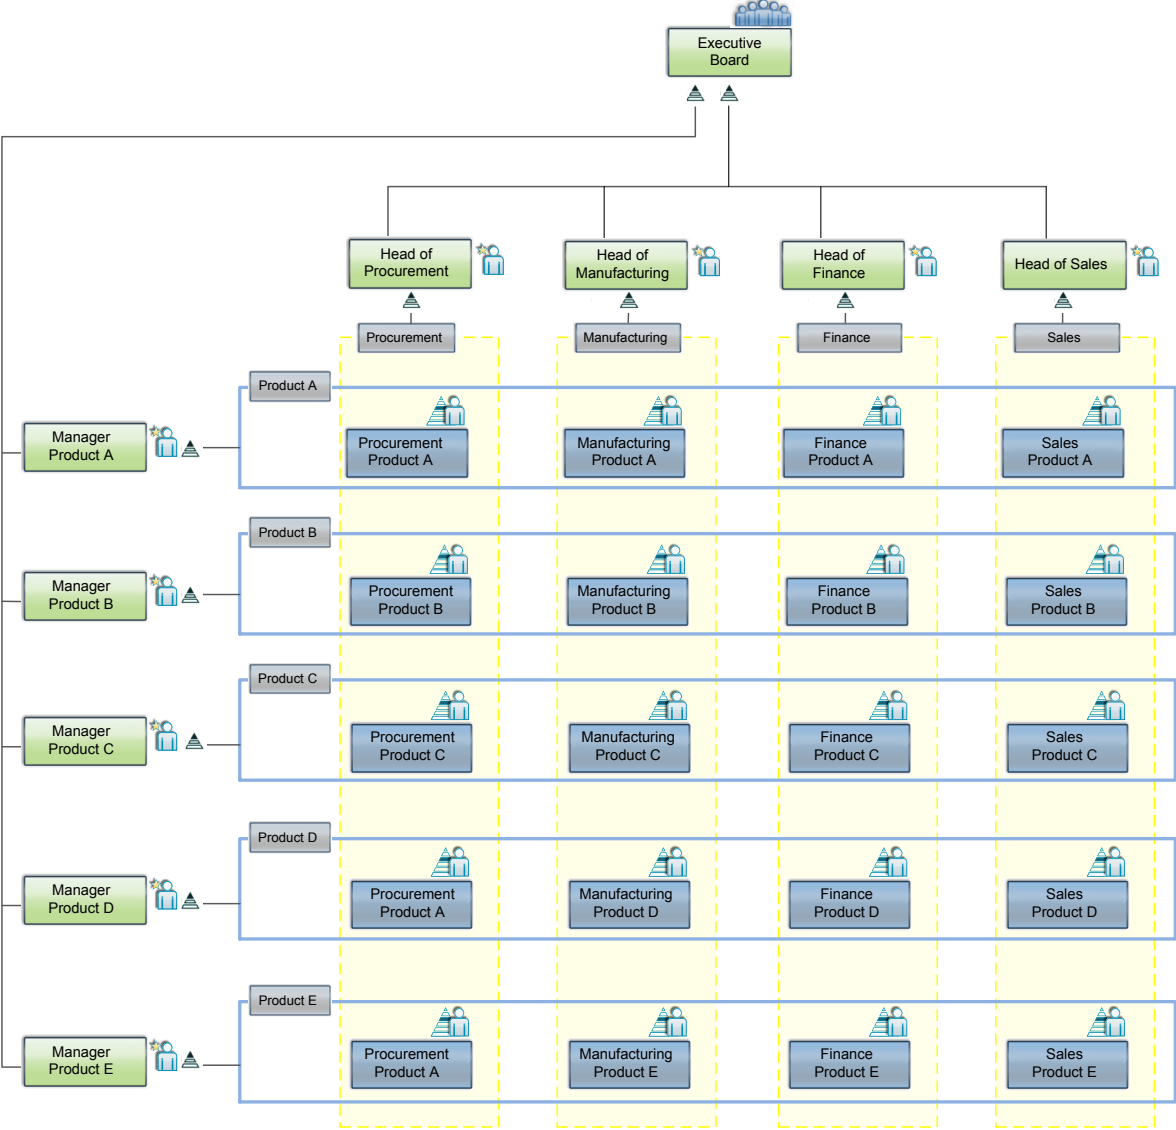 Executive
Board
Head of
Procurement
Head of
Manufacturing
Head of
Finance
Head of Sales
Procurement
Manufacturing
Finance
Sales
Product A
Manager
Product A
Procurement
Product A
Manufacturing
Product A
Finance
Product A
Sales
Product A
Product B
Manager
Product B
Procurement
Product B
Manufacturing
Product B
Finance
Product B
Sales
Product B
Product C
Manager
Product C
Procurement
Product C
Manufacturing
Product C
Finance
Product C
Sales
Product C
Product D
Manager
Product D
Procurement
Product A
Manufacturing
Product D
Finance
Product D
Sales
Product D
Product E
Manager
Product E
Procurement
Product A
Manufacturing
Product E
Finance
Product E
Sales
Product E